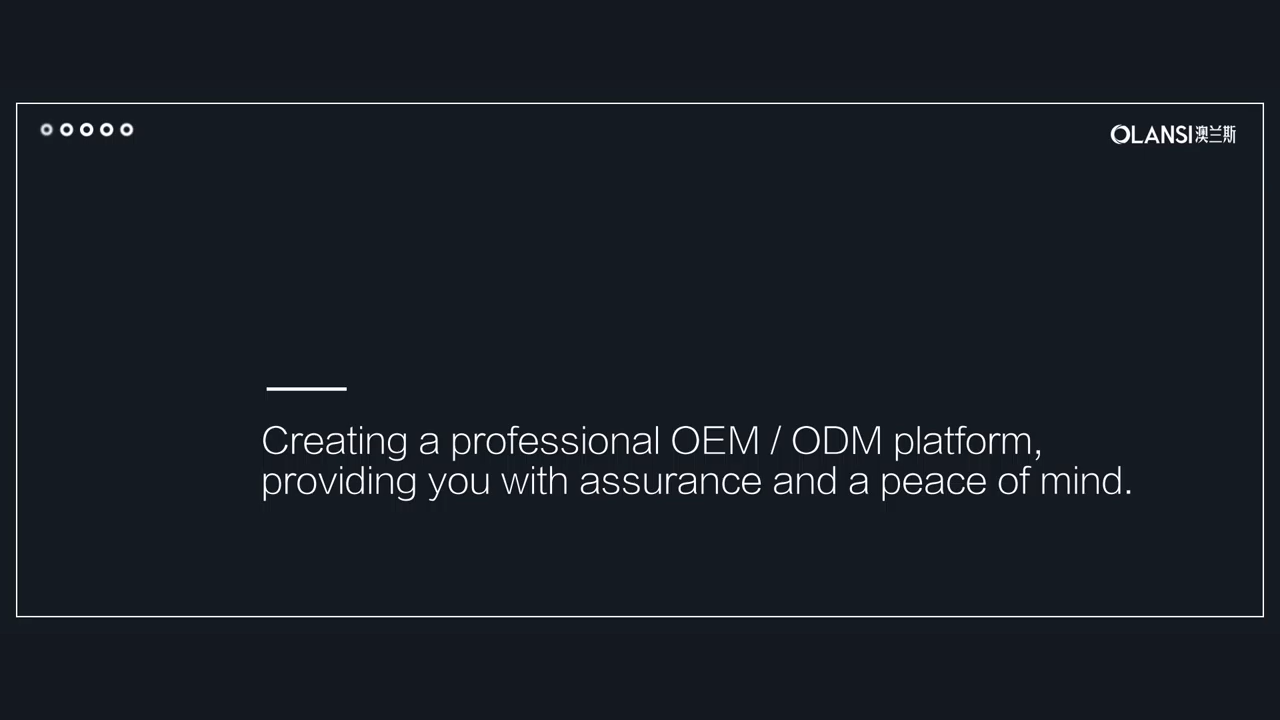 OLANSI澳兰斯
Creating a professional OEM / ODM platform,
providing you with assurance and a peace of mind.